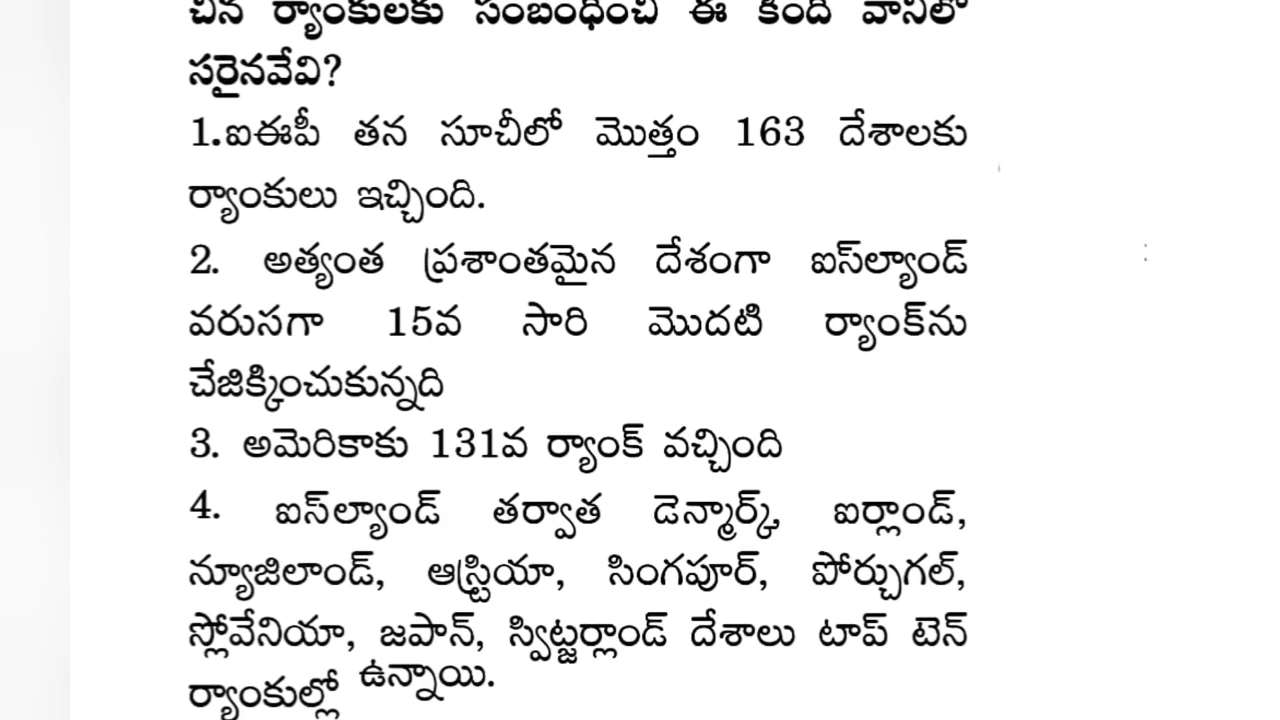 చిన ర్యాంకులకు సంబంధించి ఈ కింది వానిలో
సరైనవేవి?
1.ఐఈపీ తన సూచీలో మొత్తం 163 దేశాలకు
ర్యాంకులు ఇచ్చింది.
2. అత్యంత ప్రశాంతమైన దేశంగా ఐస్‌ల్యాండ్
వరుసగా 15వ సారి మొదటి ర్యాంక్‌ను
చేజిక్కించుకున్నది
3. అమెరికాకు 131వ ర్యాంక్ వచ్చింది
4. ఐస్‌ల్యాండ్ తర్వాత డెన్మార్క్, ఐర్లాండ్,
న్యూజిలాండ్, ఆస్ట్రియా, సింగపూర్, పోర్చుగల్,
స్లోవేనియా, జపాన్, స్విట్జర్లాండ్ దేశాలు టాప్ టెన్
ర్యాంకుల్లో ఉన్నాయి.